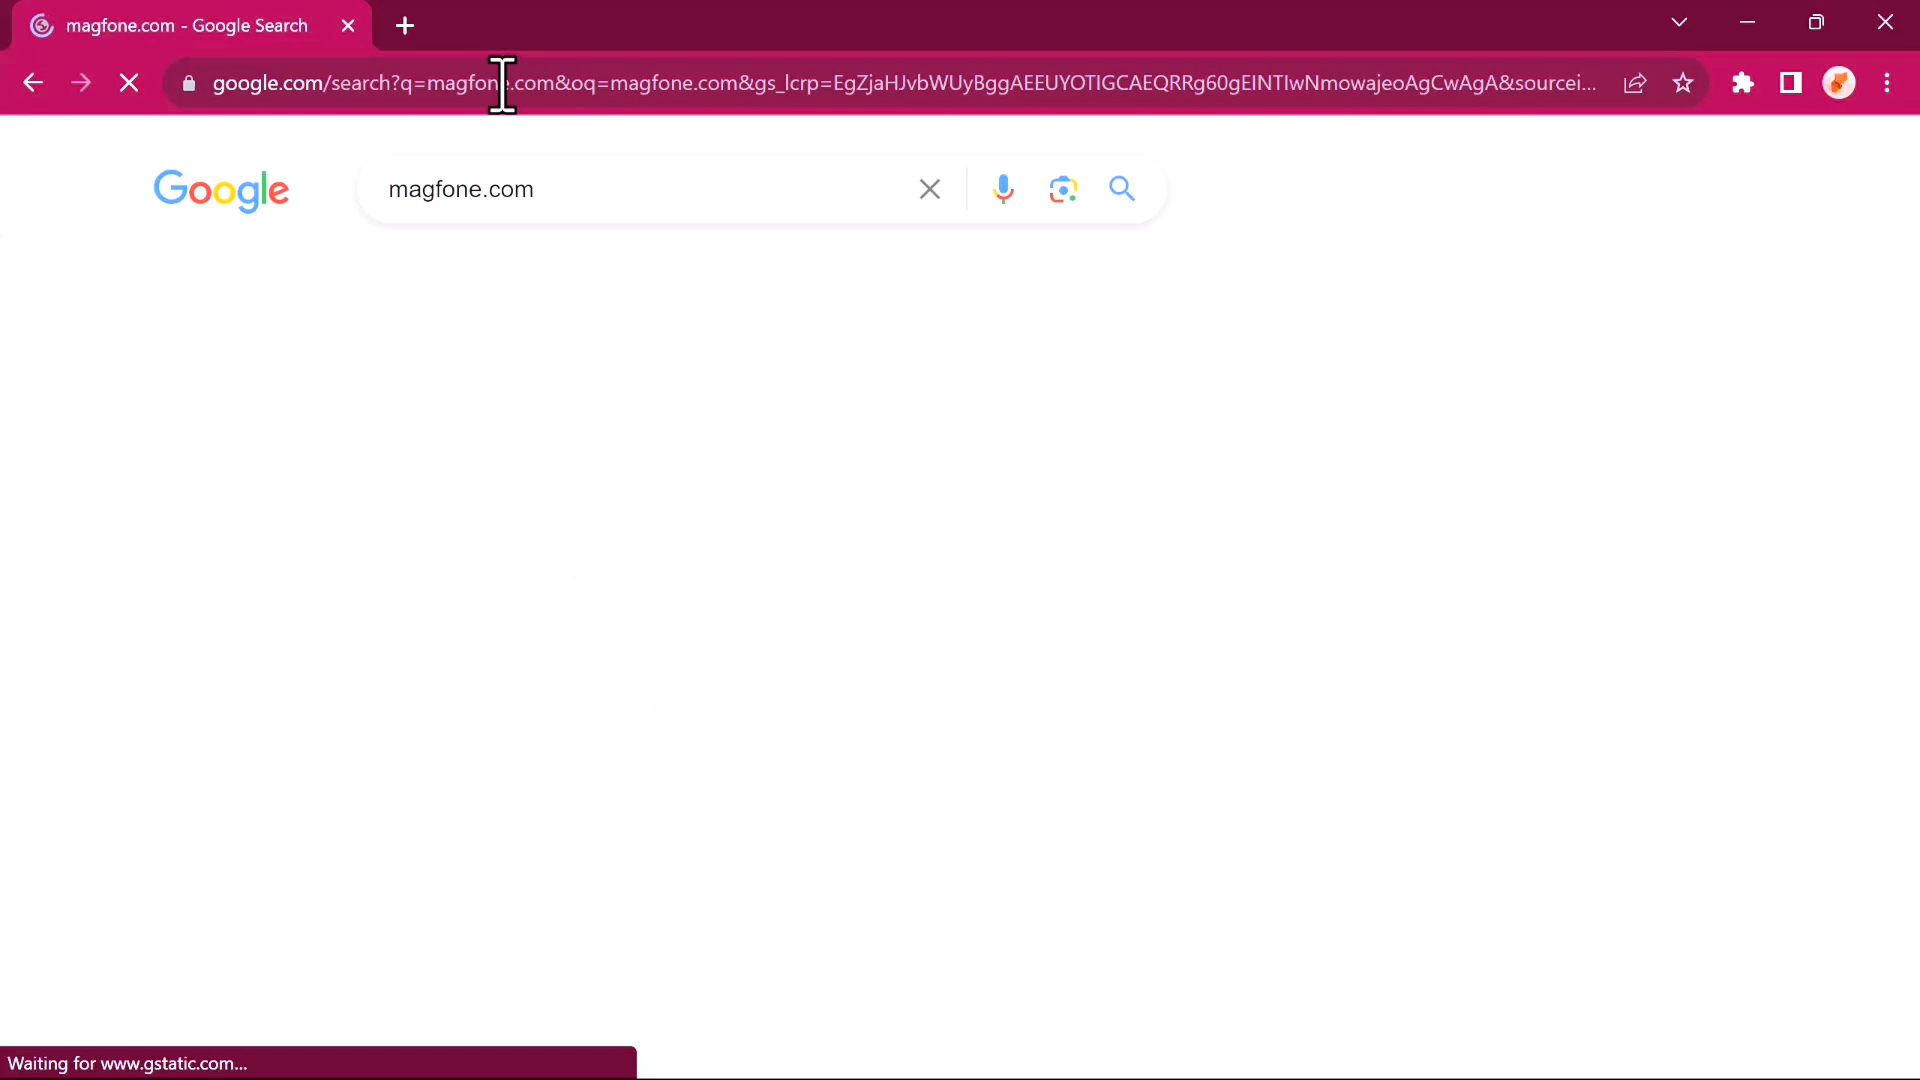 magfone.com - Google Search
google.com/search?q=magfone.com&oq=magfone.com&gs_lcrp=EgZjaHJvbWUyBggAEEUYOTIGCAEQRRg60gEINTIwNmowajeoAgCwAgA&sourcei...
Google
magfone.com
Waiting for www.gstatic.com...